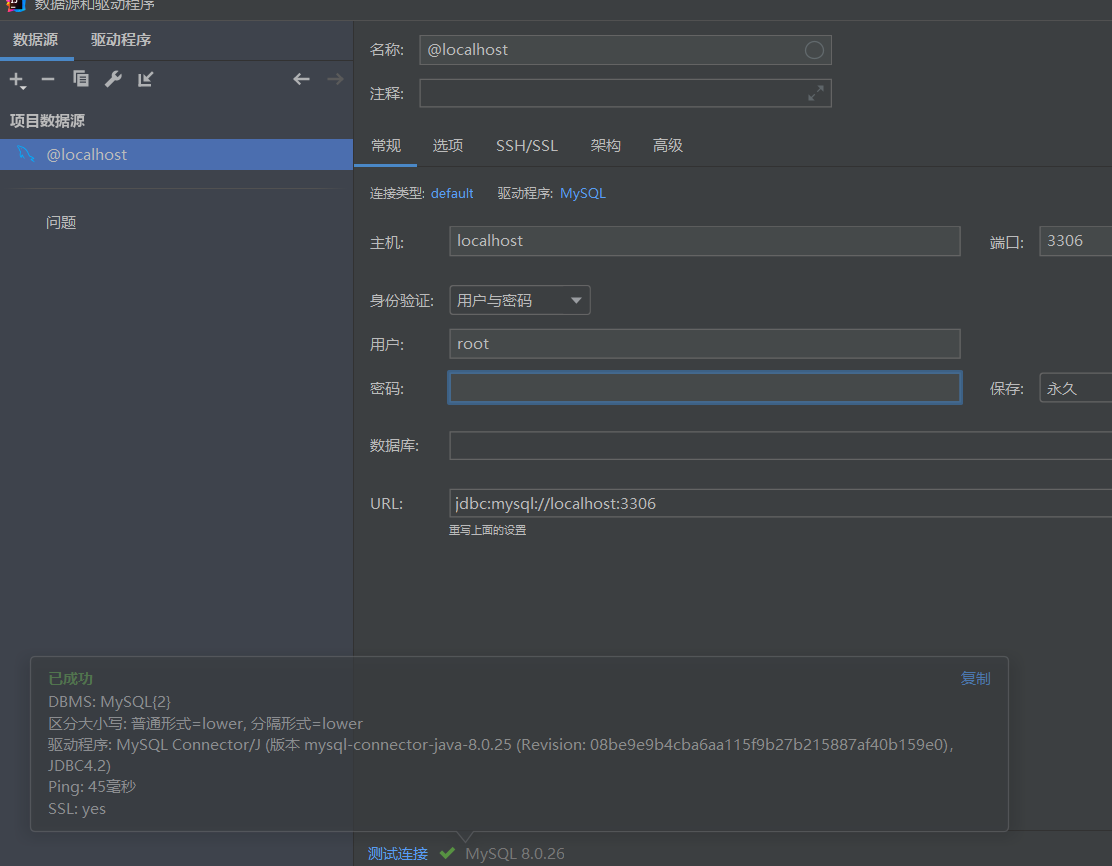 数据源和驱动程序
数据源 驱动程序
项目数据源
@localhost
问题
名称: @localhost
注释:
常规 选项 SSH/SSL 架构 高级
连接类型: default 驱动程序: MySQL
主机: localhost 端口: 3306
身份验证: 用户与密码
用户: root
密码: 保存: 永久
数据库:
URL: jdbc:mysql://localhost:3306
重写上面的设置
已成功 复制
DBMS: MySQL{2}
区分大小写: 普通形式=lower, 分隔形式=lower
驱动程序: MySQL Connector/J (版本 mysql-connector-java-8.0.25 (Revision: 08be9e9b4cba6aa115f9b27b215887af40b159e0),
JDBC4.2)
Ping: 45毫秒
SSL: yes
测试连接 MySQL 8.0.26